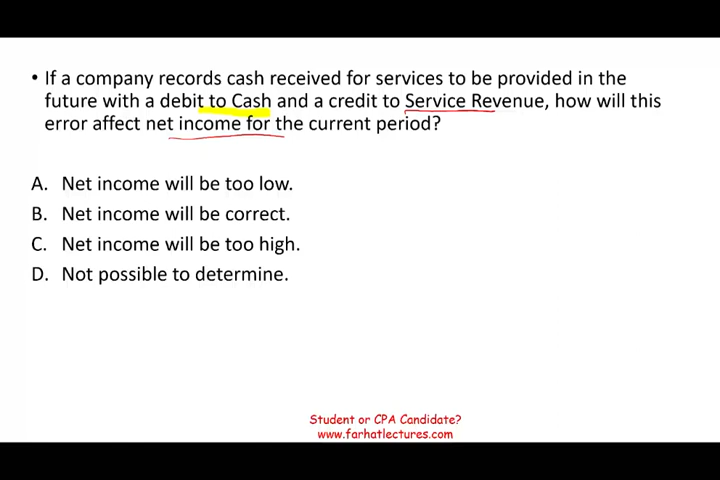 • If a company records cash received for services to be provided in the
future with a debit to Cash and a credit to Service Revenue, how will this
error affect net income for the current period?
A. Net income will be too low.
B. Net income will be correct.
C. Net income will be too high.
D. Not possible to determine.
Student or CPA Candidate?
www.farhatlectures.com